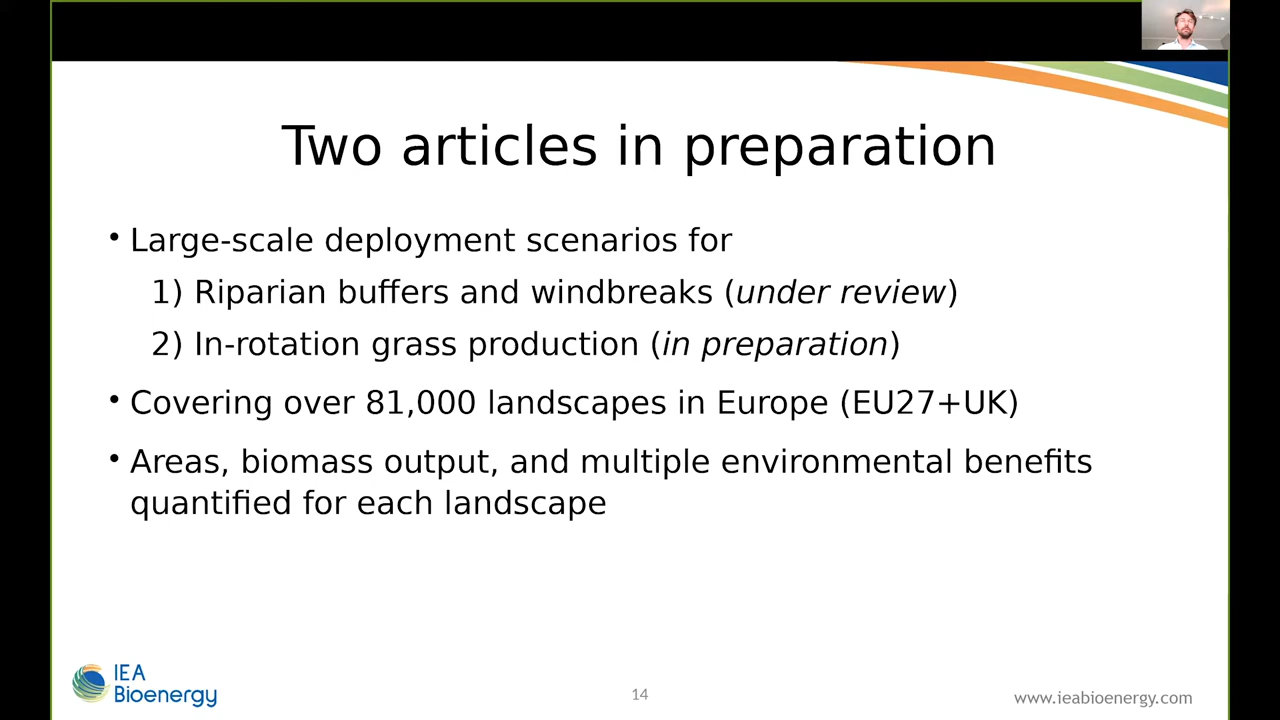 Two articles in preparation
• Large-scale deployment scenarios for
1) Riparian buffers and windbreaks (under review)
2) In-rotation grass production (in preparation)
• Covering over 81,000 landscapes in Europe (EU27+UK)
• Areas, biomass output, and multiple environmental benefits
quantified for each landscape
IEA
Bioenergy
14
www.ieabioenergy.com